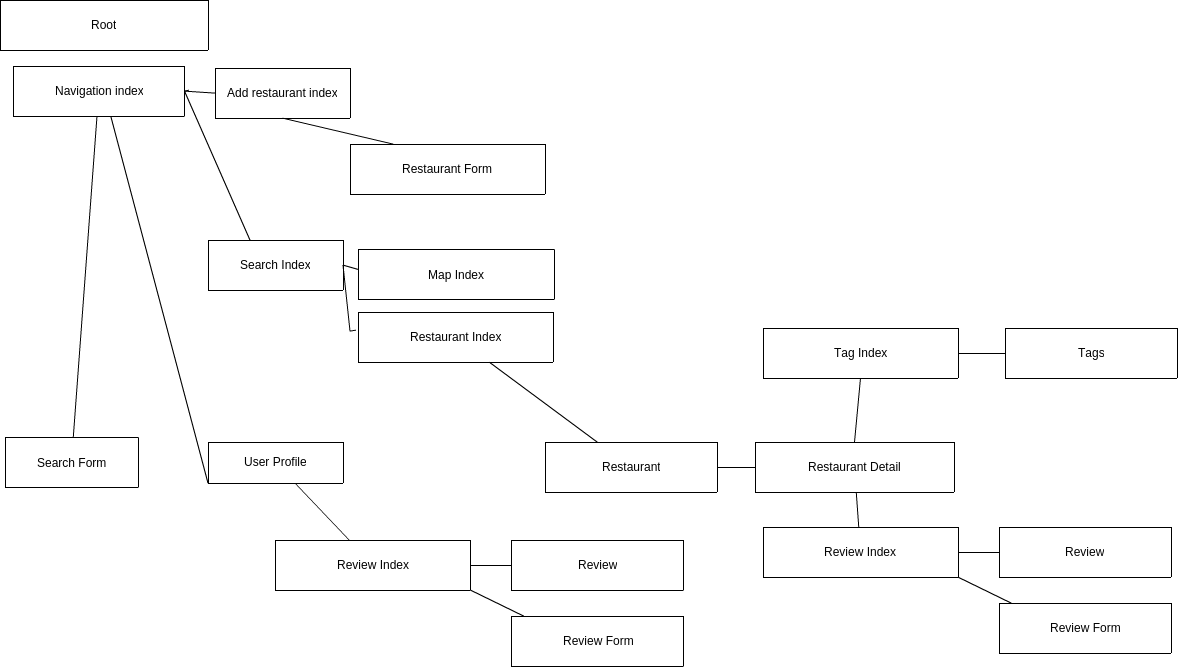 Root
Navigation index
Add restaurant index
Restaurant Form
Search Index
Map Index
Restaurant Index
Tag Index
Tags
Search Form
User Profile
Restaurant
Restaurant Detail
Review Index
Review
Review Form
Review Index
Review
Review Form